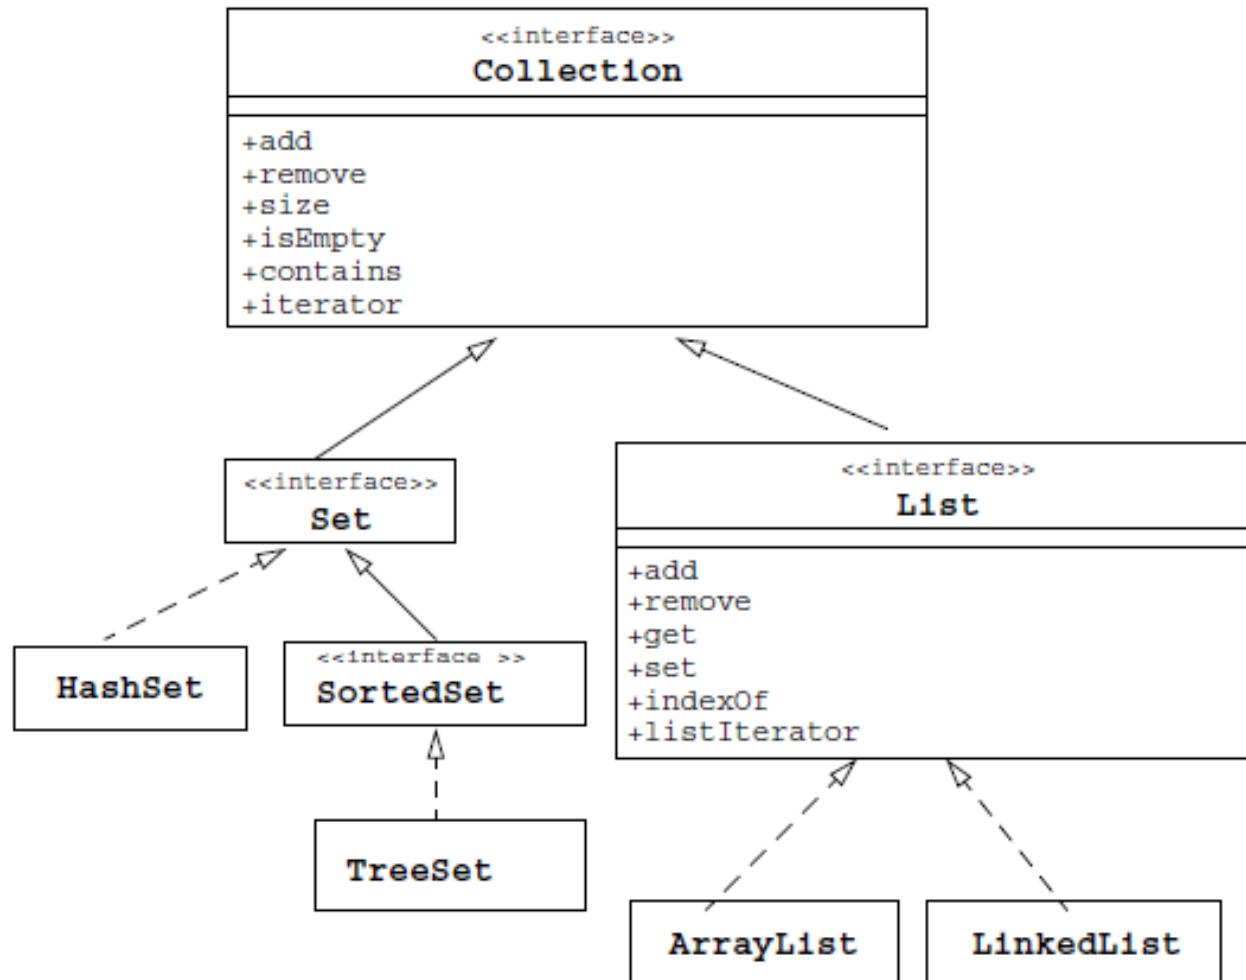 <<interface>>
Collection
+add
+remove
+size
+isEmpty
+contains
+iterator
<<interface>>
Set
<<interface>>
List
+add
+remove
+get
+set
+indexOf
+listIterator
HashSet
<<interface >>
SortedSet
TreeSet
ArrayList
LinkedList